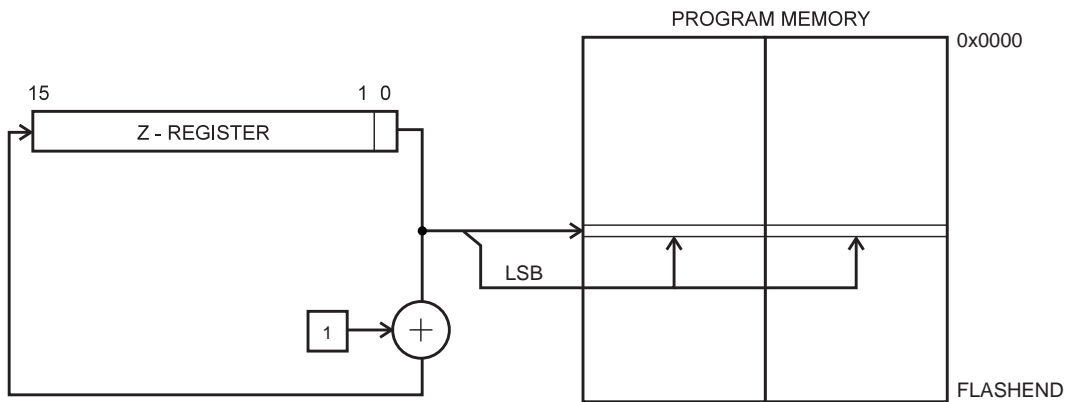 PROGRAM MEMORY
0x0000
15
1 0
Z - REGISTER
LSB
1
+
FLASHEND